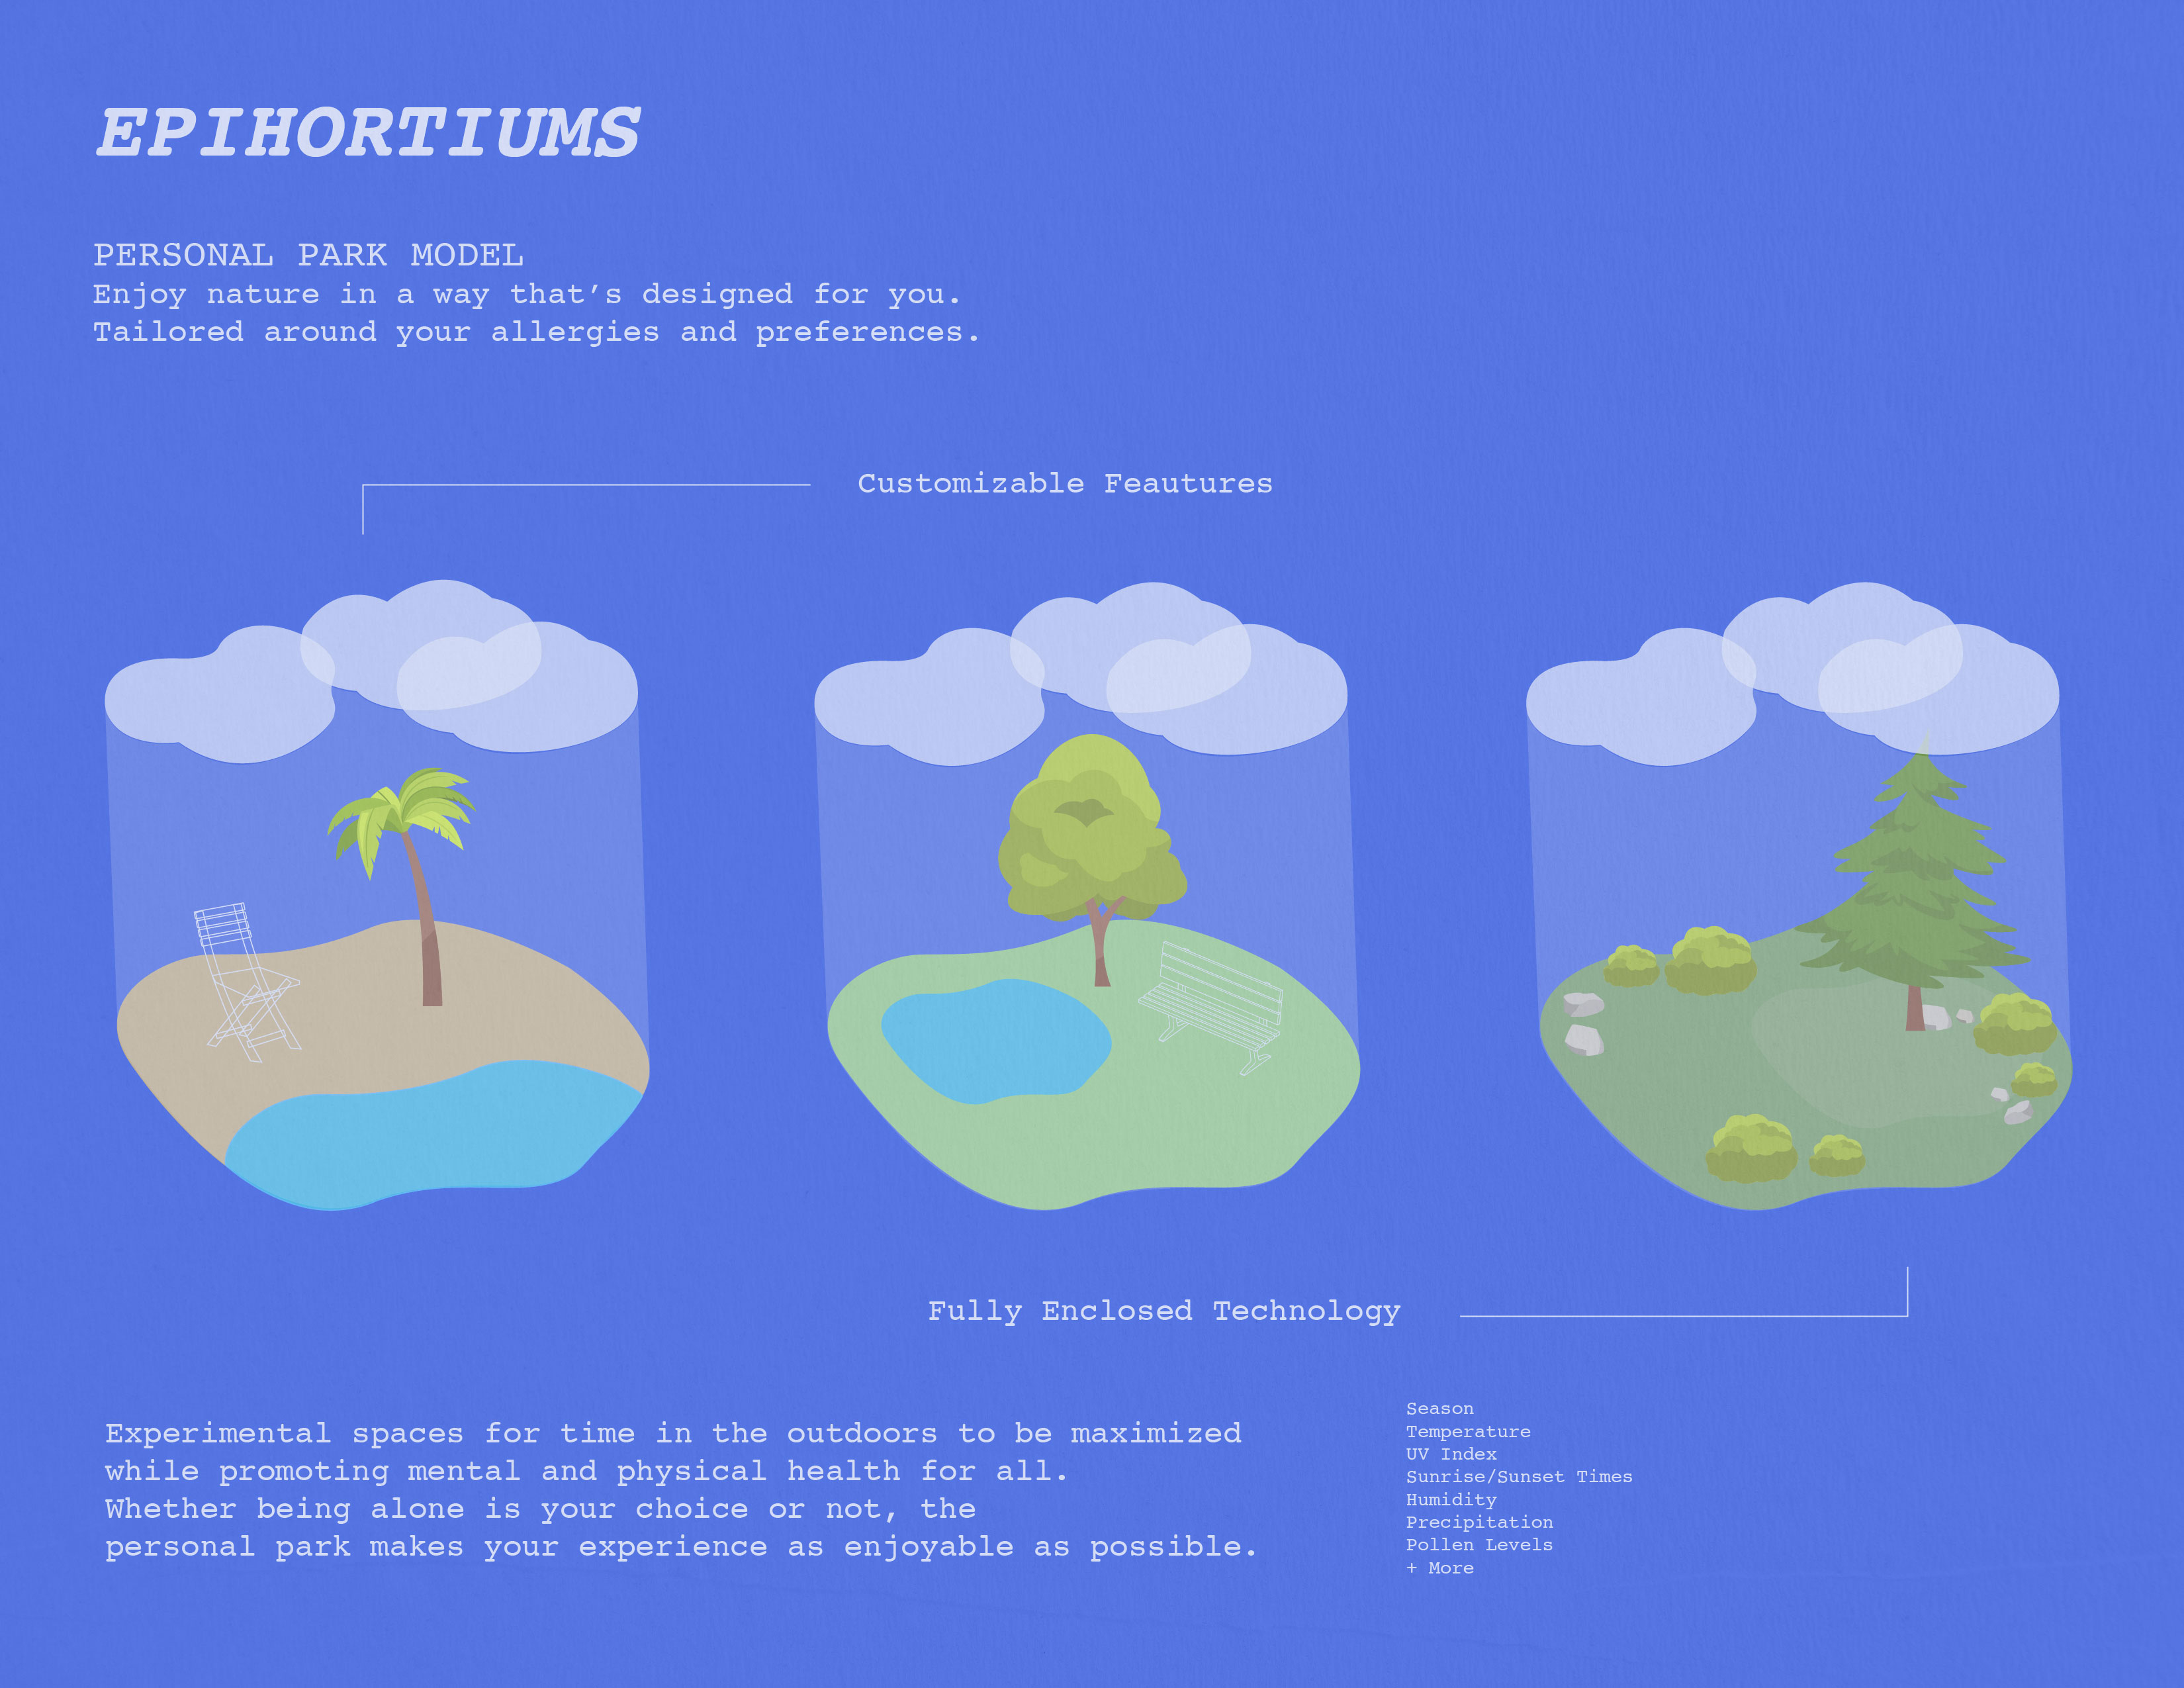 EPIHORTIUMS
PERSONAL PARK MODEL
Enjoy nature in a way that’s designed for you.
Tailored around your allergies and preferences.
Customizable Feautures
Fully Enclosed Technology
Experimental spaces for time in the outdoors to be maximized
while promoting mental and physical health for all.
Whether being alone is your choice or not, the
personal park makes your experience as enjoyable as possible.
Season
Temperature
UV Index
Sunrise/Sunset Times
Humidity
Precipitation
Pollen Levels
+ More